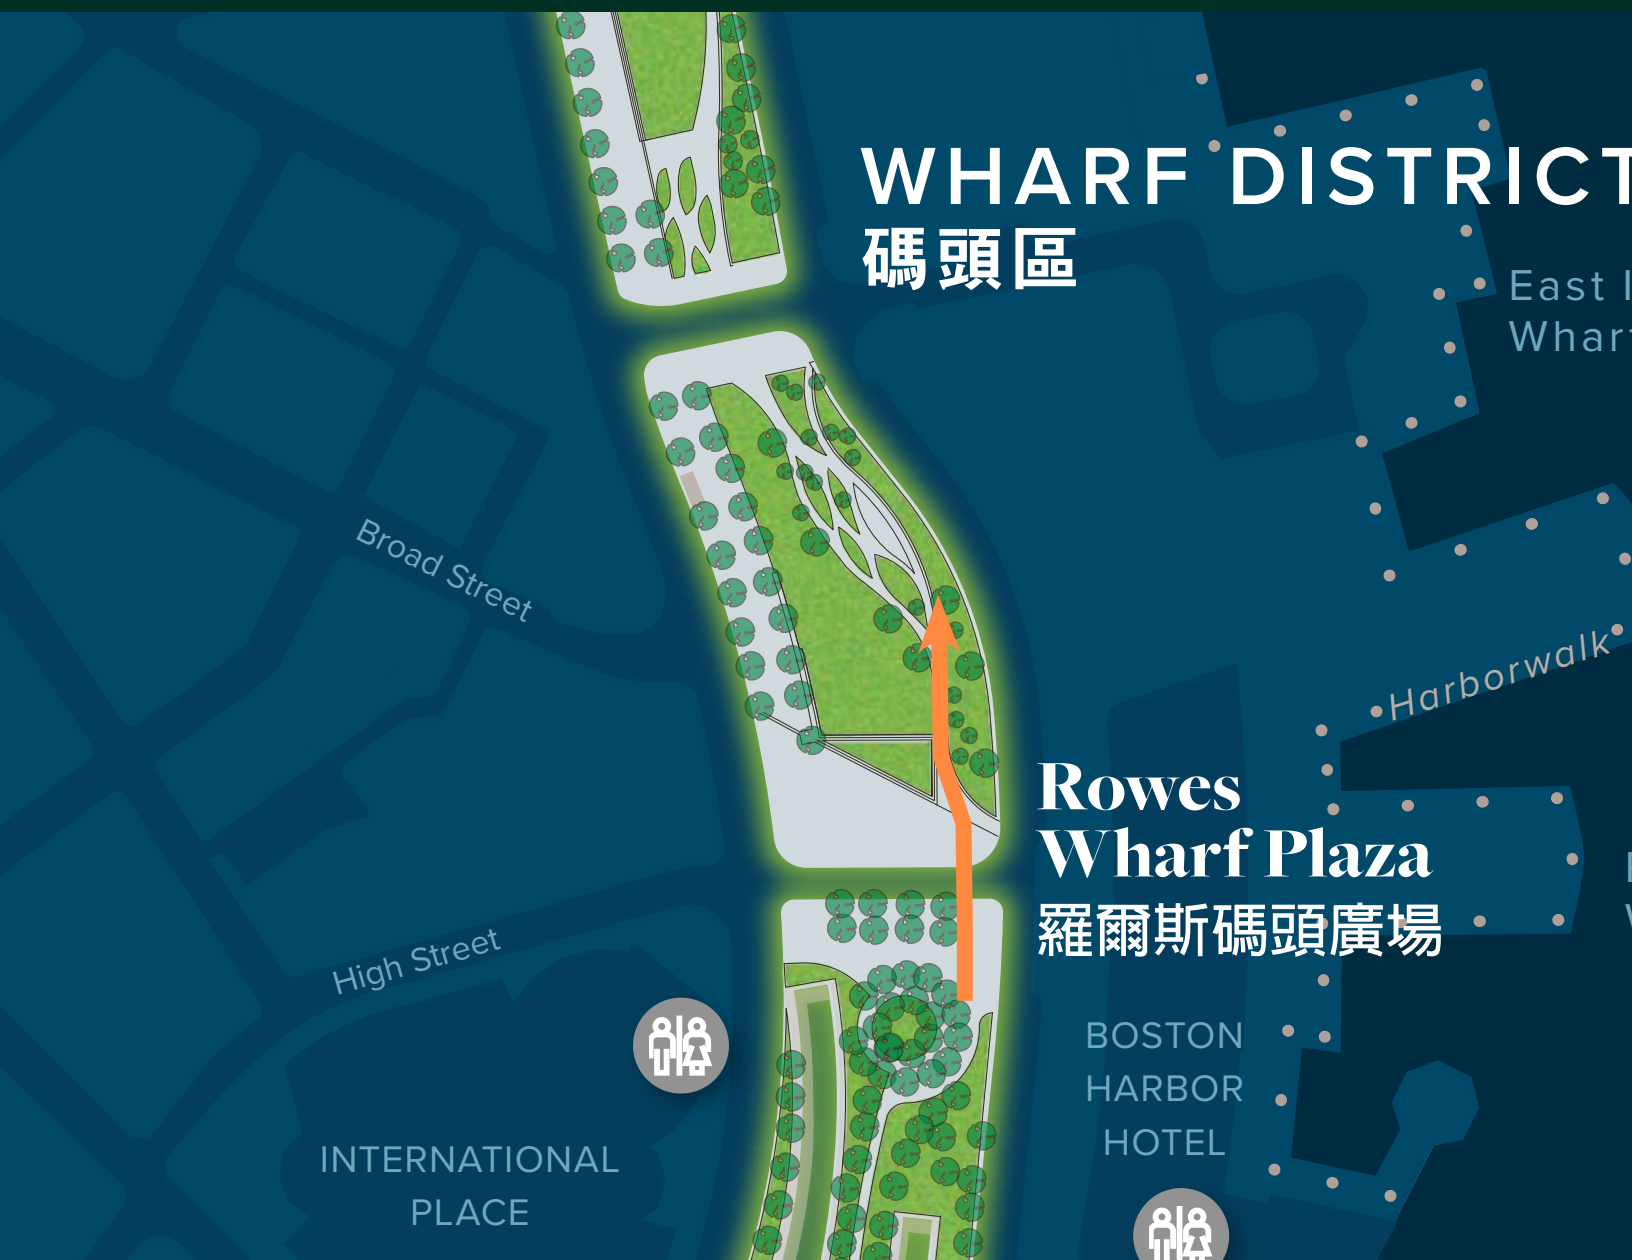 WHARF DISTRICT
碼頭區
East
Wharf
Broad Street
Harborwalk
Rowes
Wharf Plaza
羅爾斯碼頭廣場
High Street
BOSTON
HARBOR
HOTEL
INTERNATIONAL
PLACE